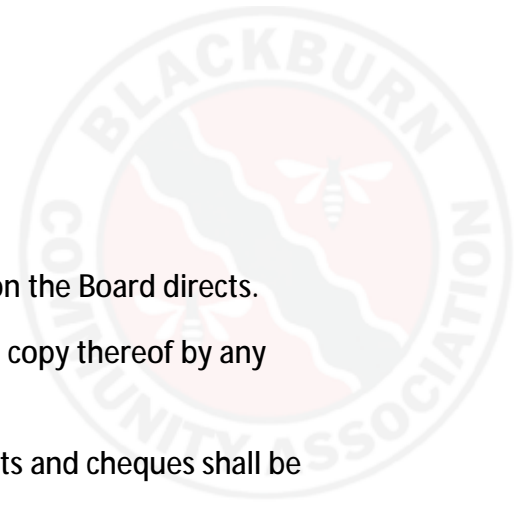 BLACKBURN
COMMUNITY ASSOCIATION
on the Board directs.
copy thereof by any
ts and cheques shall be